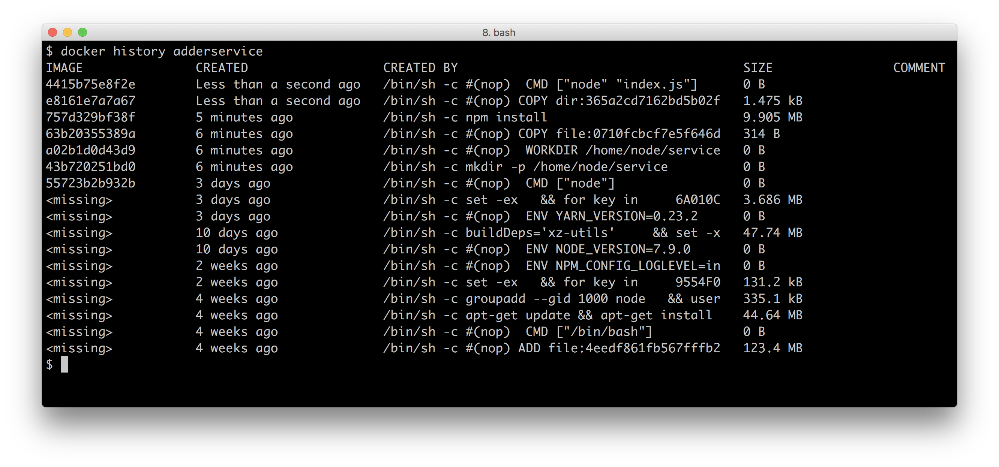 8. bash
$ docker history adderservice
IMAGE               CREATED                  CREATED BY                                      SIZE                COMMENT
4415b75e8f2e        Less than a second ago   /bin/sh -c #(nop)  CMD ["node" "index.js"]      0 B
e8161e7a7a67        Less than a second ago   /bin/sh -c #(nop) COPY dir:365a2cd7162bd5b02f   1.475 kB
757d329bf38f        5 minutes ago            /bin/sh -c npm install                          9.905 MB
63b20355389a        6 minutes ago            /bin/sh -c #(nop) COPY file:0710fcbcf7e5f646d   314 B
a02b1d0d43d9        6 minutes ago            /bin/sh -c #(nop)  WORKDIR /home/node/service   0 B
43b720251bd0        6 minutes ago            /bin/sh -c mkdir -p /home/node/service          0 B
55723b2b932b        3 days ago               /bin/sh -c #(nop)  CMD ["node"]                 0 B
<missing>           3 days ago               /bin/sh -c set -ex   && for key in     6A010C   3.686 MB
<missing>           3 days ago               /bin/sh -c #(nop)  ENV YARN_VERSION=0.23.2      0 B
<missing>           10 days ago              /bin/sh -c buildDeps='xz-utils'     && set -x   47.74 MB
<missing>           10 days ago              /bin/sh -c #(nop)  ENV NODE_VERSION=7.9.0       0 B
<missing>           2 weeks ago              /bin/sh -c #(nop)  ENV NPM_CONFIG_LOGLEVEL=in   0 B
<missing>           2 weeks ago              /bin/sh -c set -ex   && for key in     9554F0   131.2 kB
<missing>           4 weeks ago              /bin/sh -c groupadd --gid 1000 node   && user   335.1 kB
<missing>           4 weeks ago              /bin/sh -c apt-get update && apt-get install    44.64 MB
<missing>           4 weeks ago              /bin/sh -c #(nop)  CMD ["/bin/bash"]            0 B
<missing>           4 weeks ago              /bin/sh -c #(nop) ADD file:4eedf861fb567fffb2   123.4 MB
$